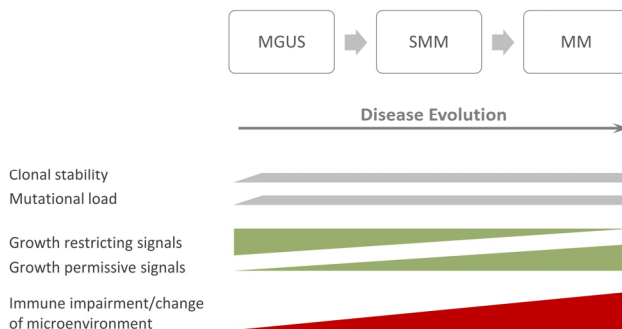 MGUS SMM MM
Disease Evolution
Clonal stability
Mutational load
Growth restricting signals
Growth permissive signals
Immune impairment/change
of microenvironment